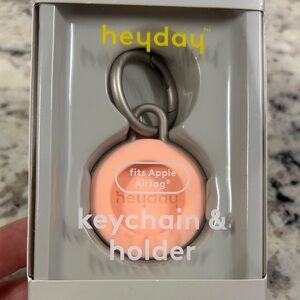 heyday™
fits Apple
AirTag®
heyday
keychain &
holder